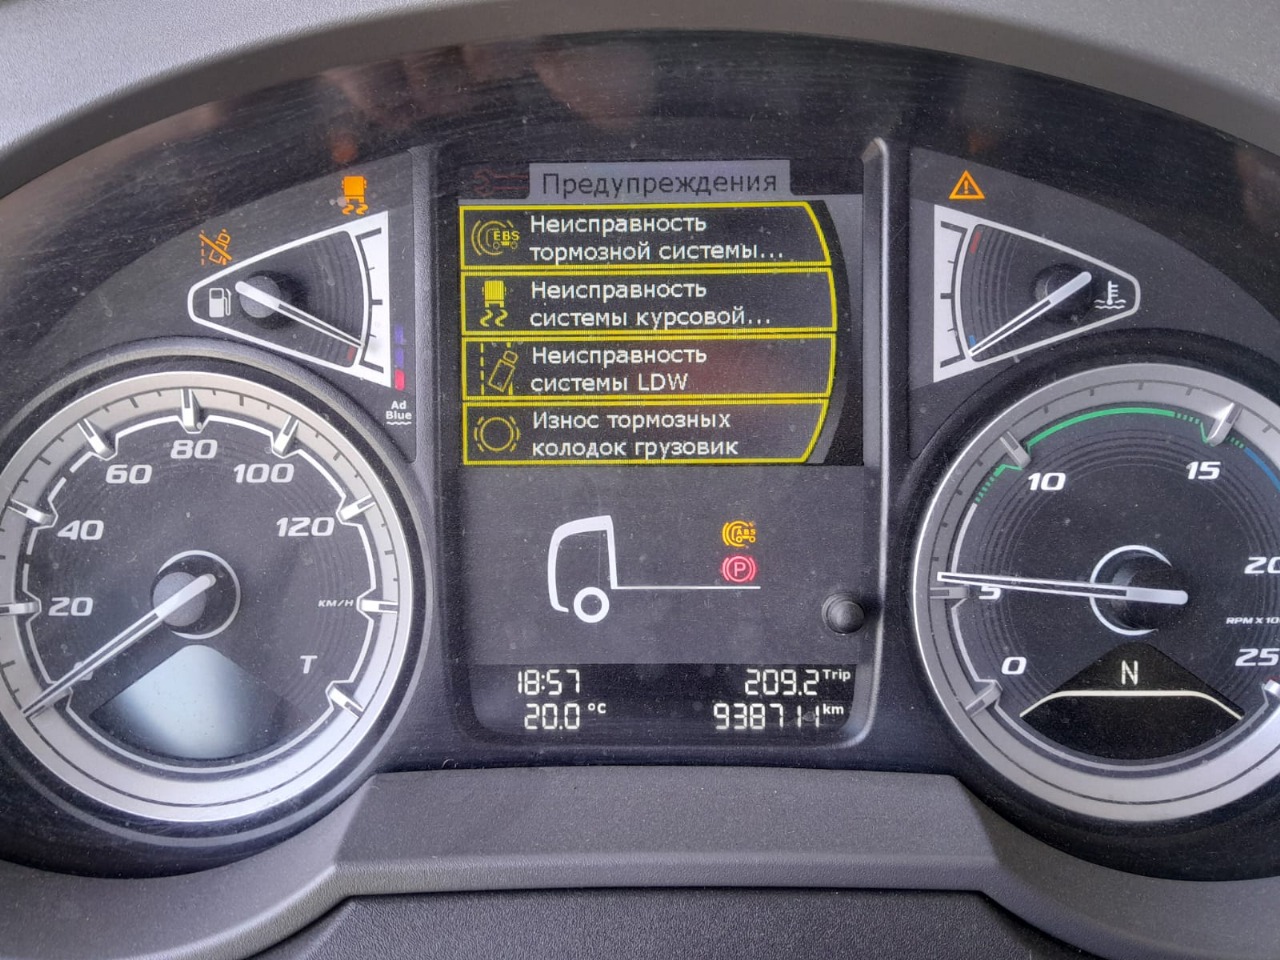 Предупреждения
EBS
Неисправность
тормозной системы...
Неисправность
системы курсовой...
Неисправность
системы LDW
Износ тормозных
колодок грузовик
Ad
Blue
20
40
60
80
100
120
KM/H
T
ABS
P
18:57
209.2 Trip
20.0 °C
938711 km
0
5
10
15
20
25
RPM X 10
N